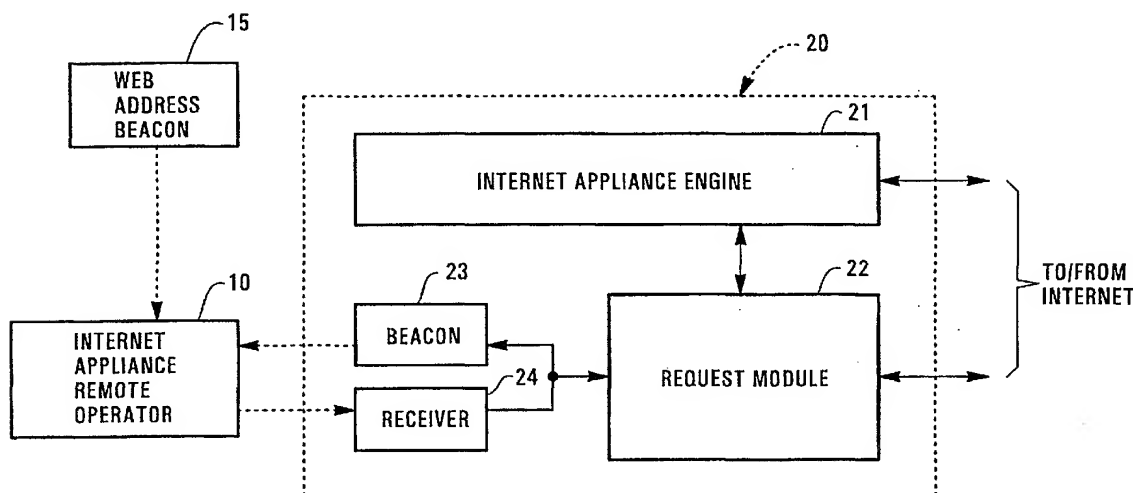 15
WEB
ADDRESS
BEACON
20
21
INTERNET APPLIANCE ENGINE
10
INTERNET
APPLIANCE
REMOTE
OPERATOR
23
BEACON
24
RECEIVER
22
REQUEST MODULE
TO/FROM
INTERNET